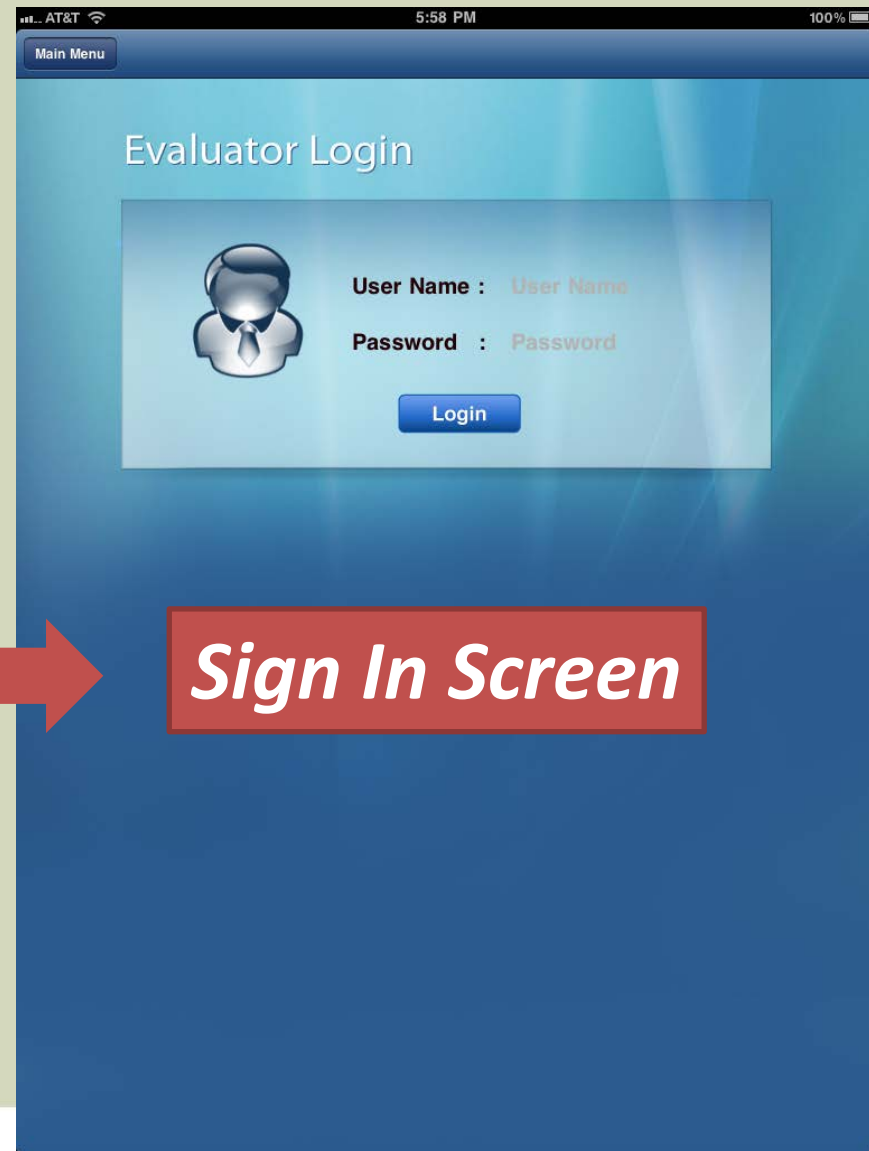 AT&T 5:58 PM 100%
Main Menu
Evaluator Login
User Name : User Name
Password : Password
Login
Sign In Screen